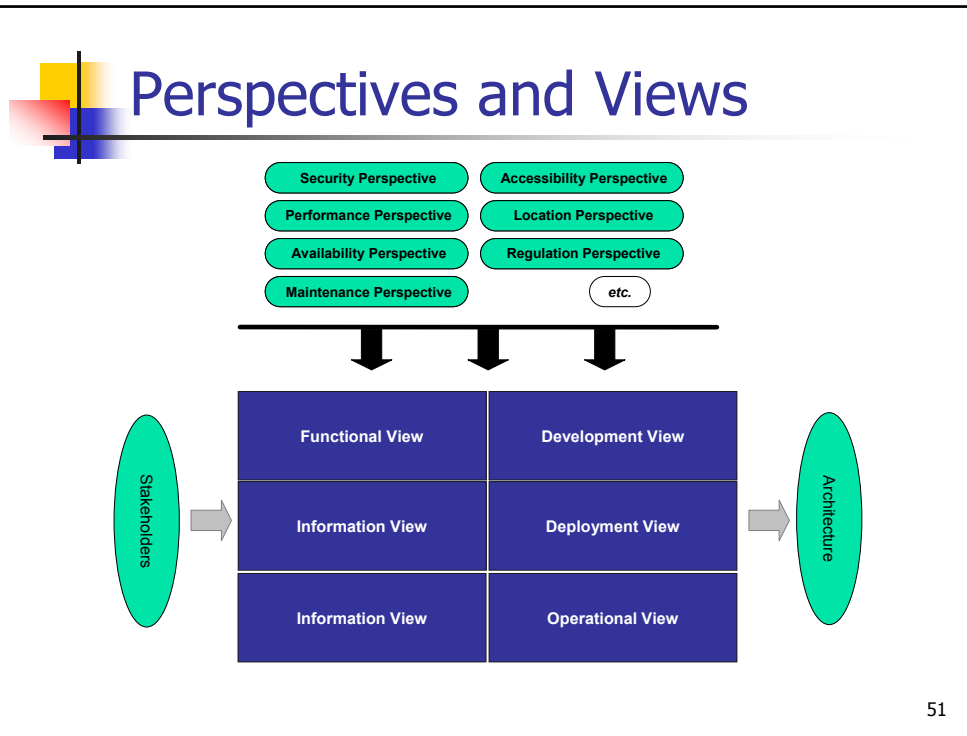 Perspectives and Views
Security Perspective
Accessibility Perspective
Performance Perspective
Location Perspective
Availability Perspective
Regulation Perspective
Maintenance Perspective
etc.
Stakeholders
Functional View
Development View
Information View
Deployment View
Information View
Operational View
Architecture
51